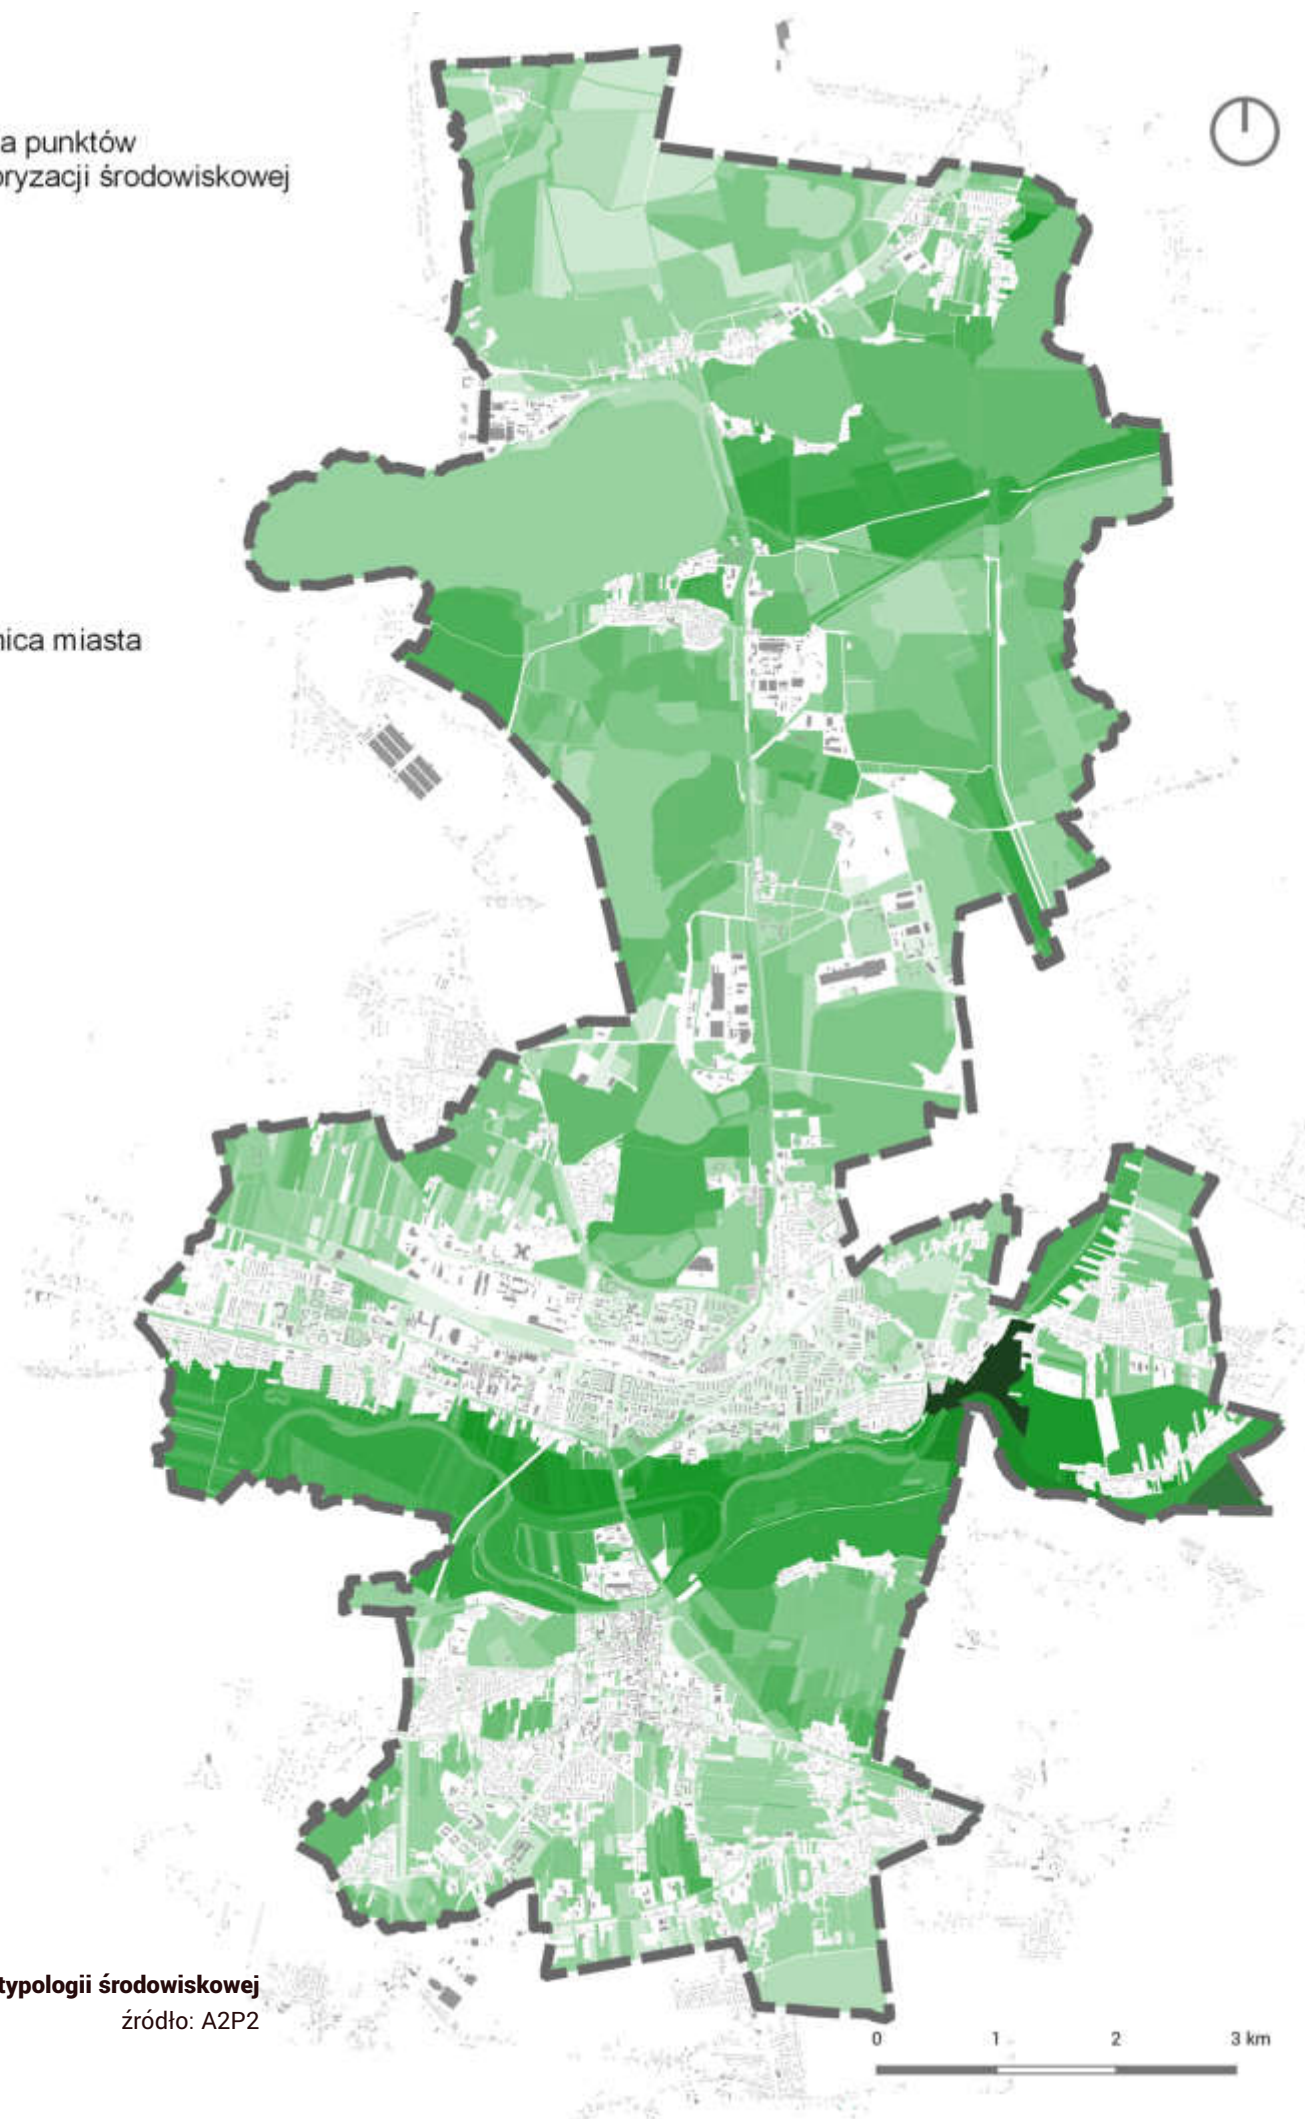 a punktów
oryzacji środowiskowej
nica miasta
typologii środowiskowej
źródło: A2P2
0 1 2 3 km